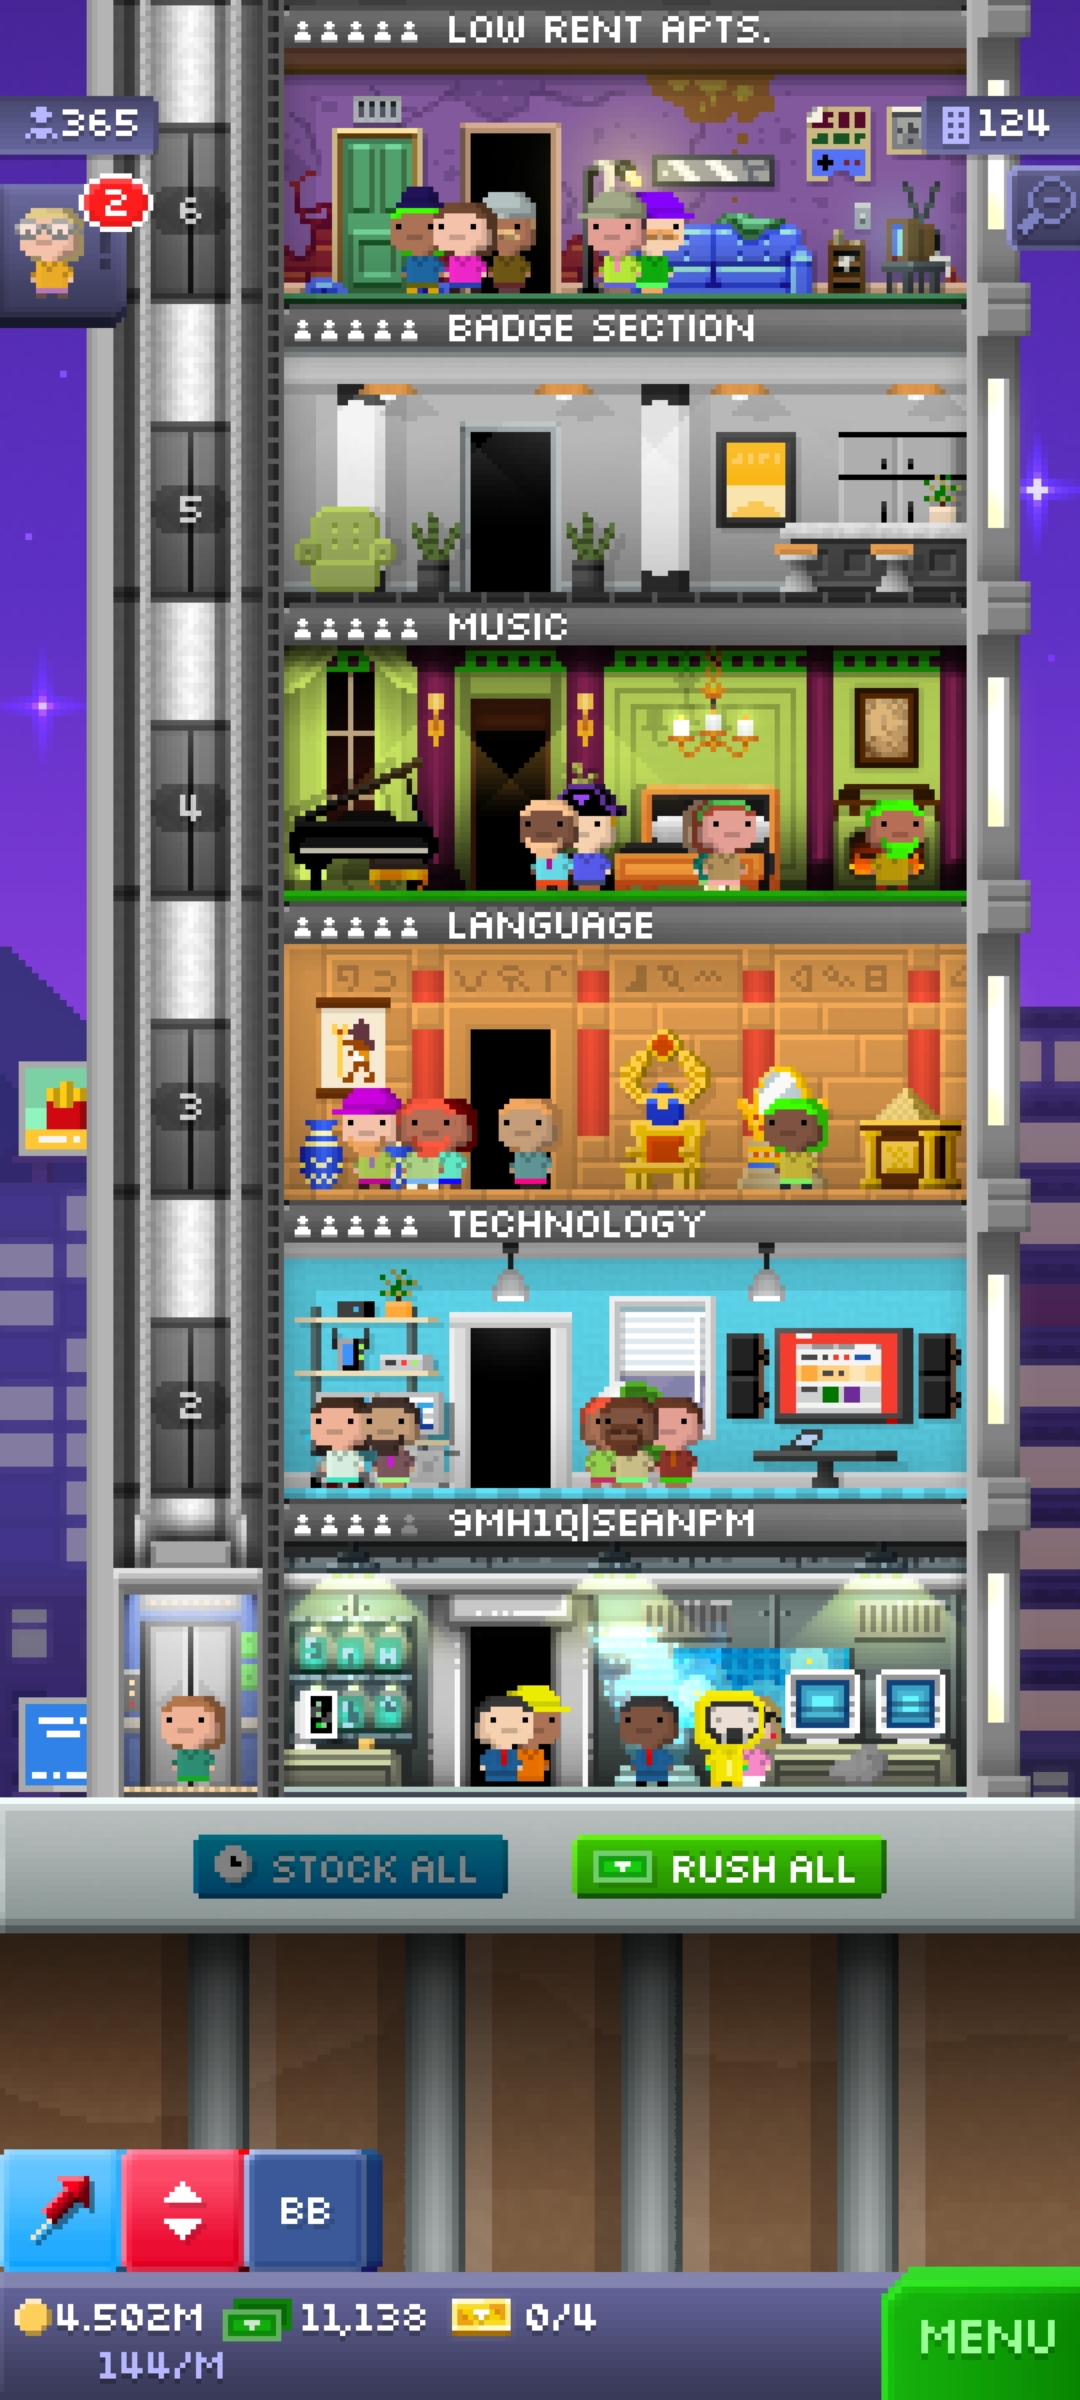 LOW RENT APTS.
365
124
2
6
BADGE SECTION
5
MUSIC
4
LANGUAGE
3
TECHNOLOGY
2
9MH1Q|SEANPM
STOCK ALL
RUSH ALL
BB
4.502M
11,138
0/4
144/M
MENU